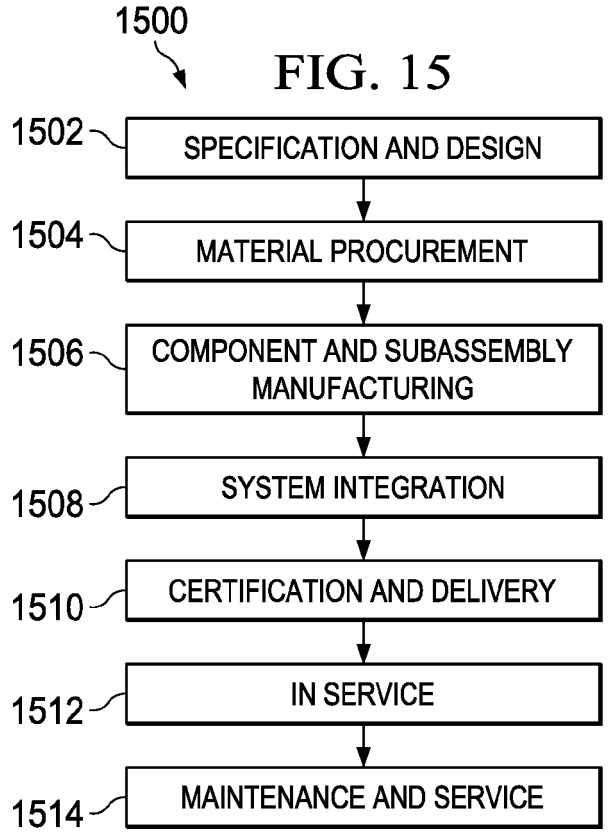 1500
FIG. 15
1502
SPECIFICATION AND DESIGN
1504
MATERIAL PROCUREMENT
1506
COMPONENT AND SUBASSEMBLY
MANUFACTURING
1508
SYSTEM INTEGRATION
1510
CERTIFICATION AND DELIVERY
1512
IN SERVICE
1514
MAINTENANCE AND SERVICE